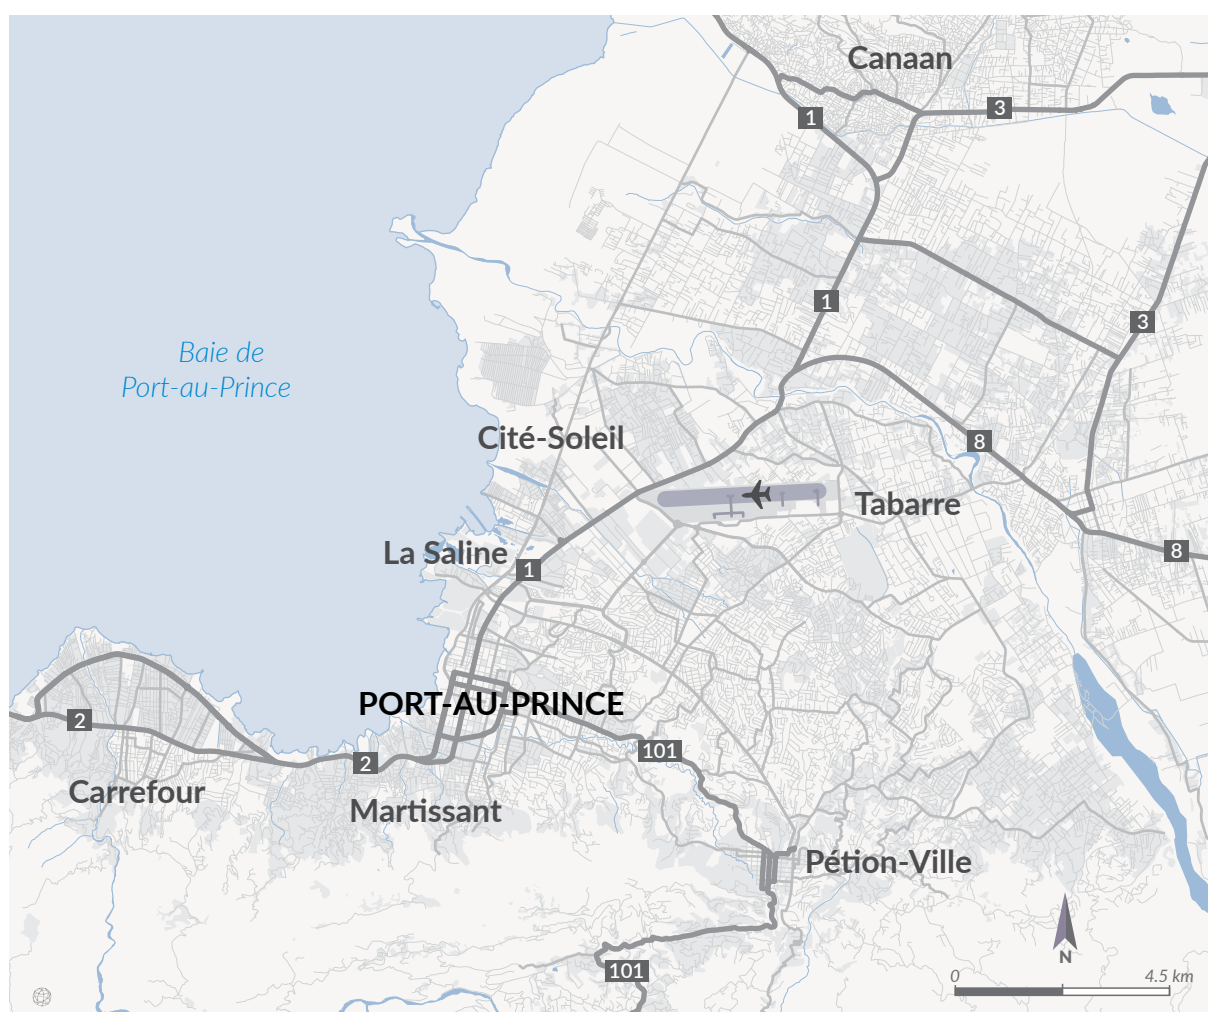 Canaan
3
1
1
3
Baie de
Port-au-Prince
Cité-Soleil
8
Tabarre
La Saline
8
1
PORT-AU-PRINCE
2
101
2
Carrefour
Martissant
Pétion-Ville
N
101
0
4.5 km